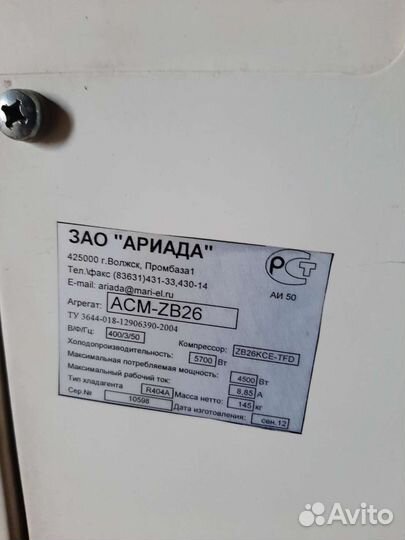 ЗАО "АРИАДА"
425000 г.Волжск, Промбаза1
Тел.\факс (83631)431-33,430-14
E-mail: ariada@mari-el.ru
РСТ
АИ 50
Агрегат: АСМ-ZB26
ТУ 3644-018-12906390-2004
В/Ф/Гц: 400/3/50 Компрессор: ZB26KCE-TFD
Холодопроизводительность: 5700 Вт
Максимальная потребляемая мощность: 4500 Вт
Максимальный рабочий ток: 8,85 А
Тип хладагента R404A Масса нетто: 145 кг
Сер.№ 10598 Дата изготовления: сен.12
Avito